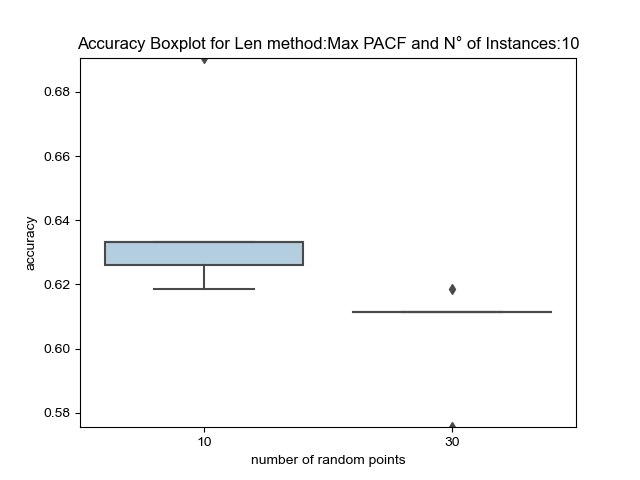 Accuracy Boxplot for Len method:Max PACF and N° of Instances:10
0.68
0.66
0.64
0.62
0.60
0.58
accuracy
10
30
number of random points